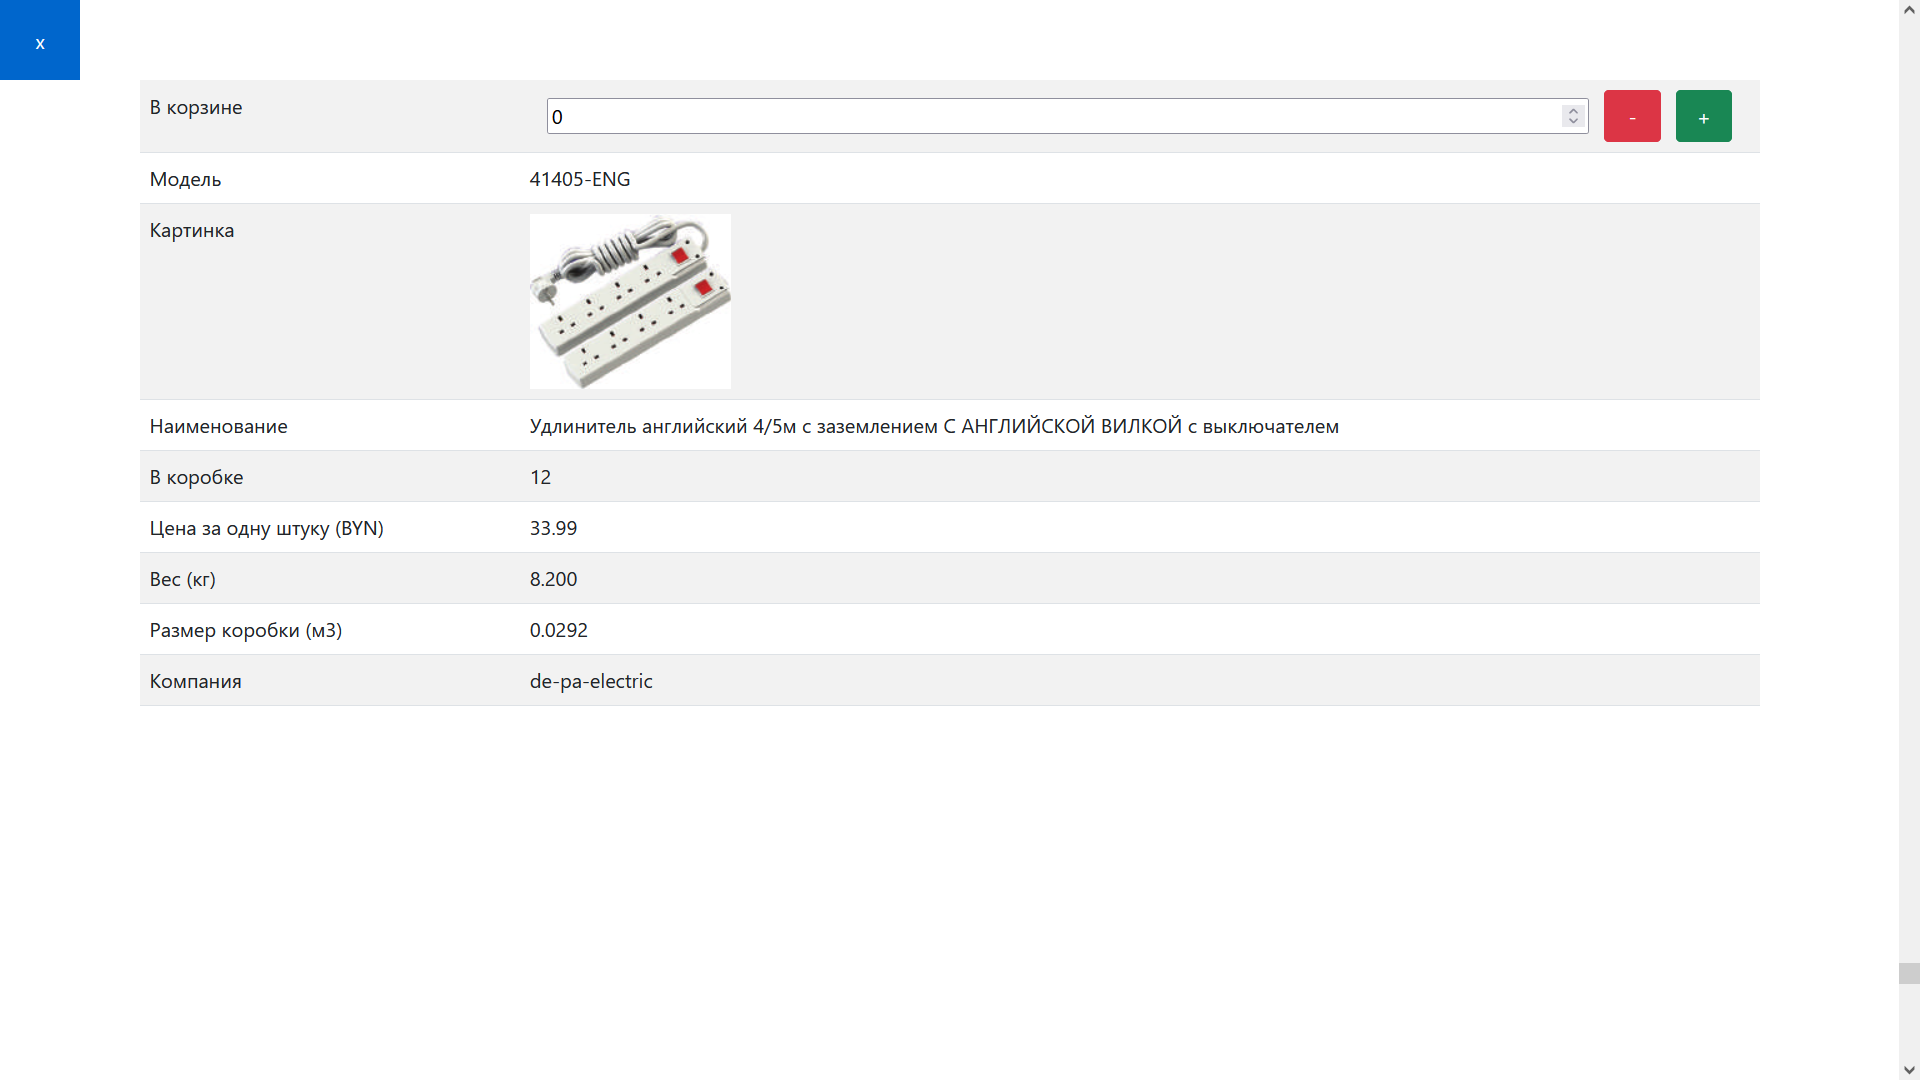 x
В корзине 0 - +
Модель 41405-ENG
Картинка
Наименование Удлинитель английский 4/5м с заземлением С АНГЛИЙСКОЙ ВИЛКОЙ с выключателем
В коробке 12
Цена за одну штуку (BYN) 33.99
Вес (кг) 8.200
Размер коробки (м3) 0.0292
Компания de-pa-electric